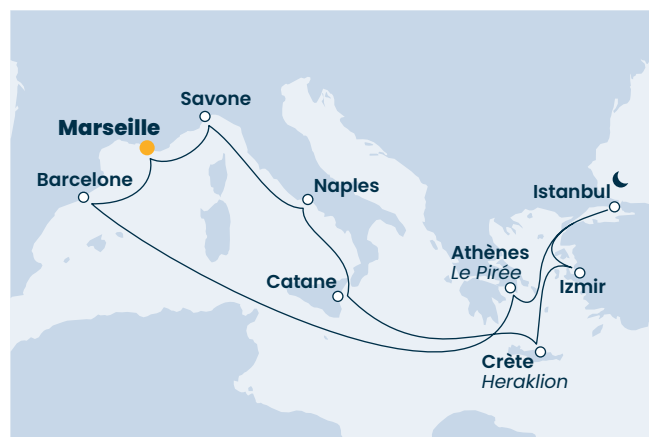 Savone
Marseille
Barcelone
Naples
Istanbul
Athènes
Le Pirée
Catane
Izmir
Crète
Heraklion